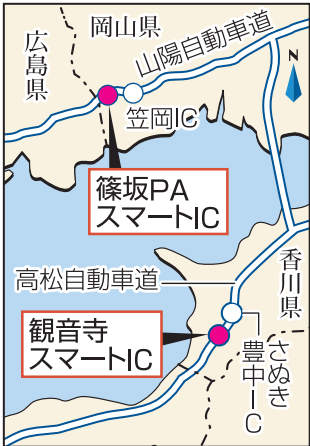 岡山県
広島県
山陽自動車道
N
笠岡IC
篠坂PA
スマートIC
高松自動車道
香川県
観音寺
スマートIC
さぬき
豊中IC